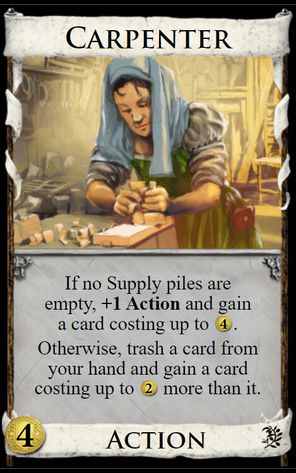 CARPENTER
If no Supply piles are
empty, +1 Action and gain
a card costing up to 4.
Otherwise, trash a card from
your hand and gain a card
costing up to 2 more than it.
4
ACTION